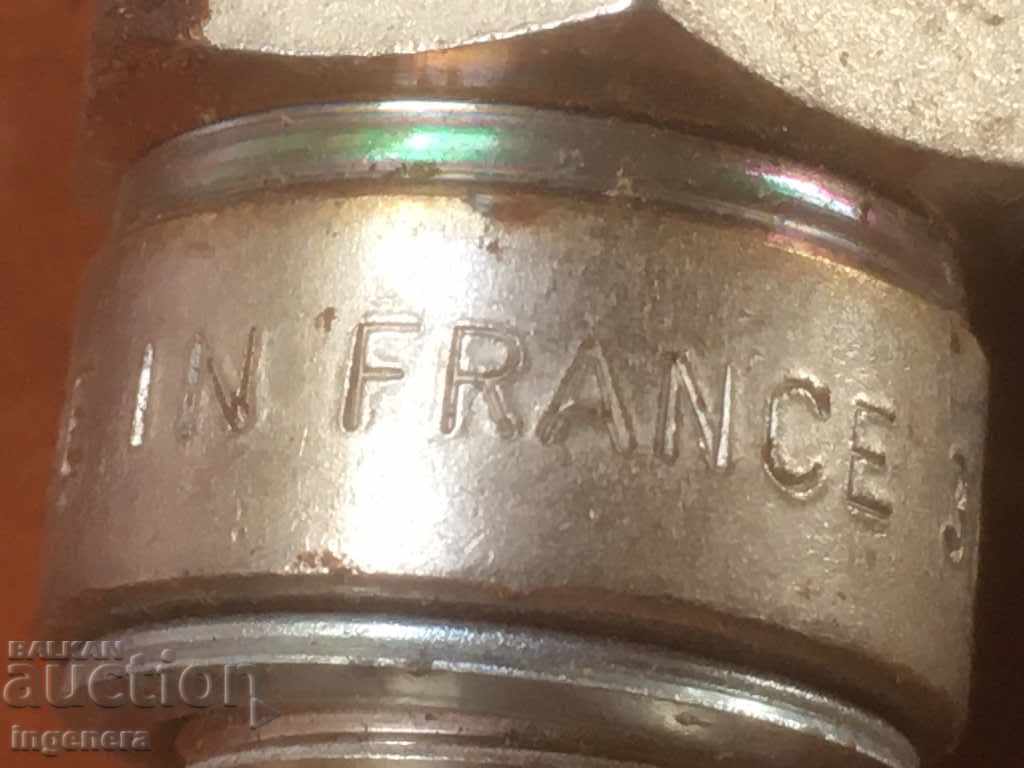 IN FRANCE
BALKAN
auction
ingenera